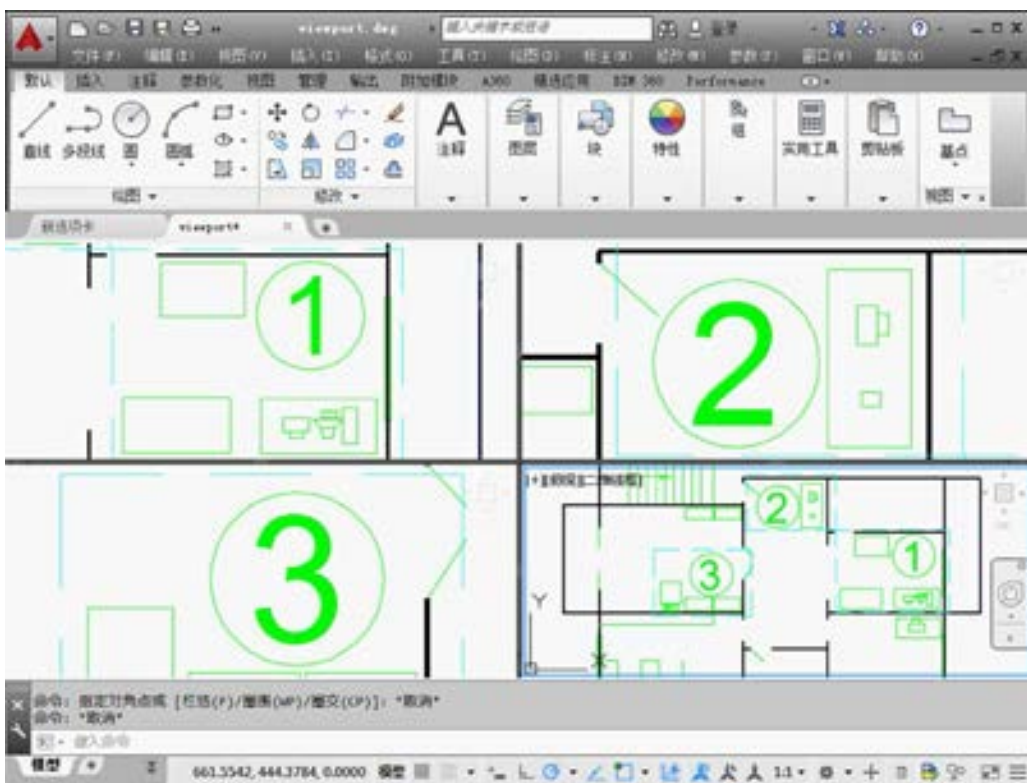 viewport.dwg 键入关键字或短语 登录
文件(F) 编辑(E) 视图(V) 插入(I) 格式(O) 工具(T) 绘图(D) 标注(N) 修改(M) 参数(P) 窗口(W) 帮助(H)
默认 插入 注释 参数化 视图 管理 输出 附加模块 A360 精选应用 BIM 360 Performance
直线 多段线 圆 圆弧 A 注释 图层 块 特性 组 实用工具 剪贴板 基点
绘图 修改 视图
新选项卡 viewport*
1
2
3
[+][俯视][二维线框]
2
3
1
Y
X
命令: 指定对角点或 [栏选(F)/圈围(WP)/圈交(CP)]: *取消*
命令: *取消*
键入命令
模型 661.5542, 444.3784, 0.0000 模型 1:1